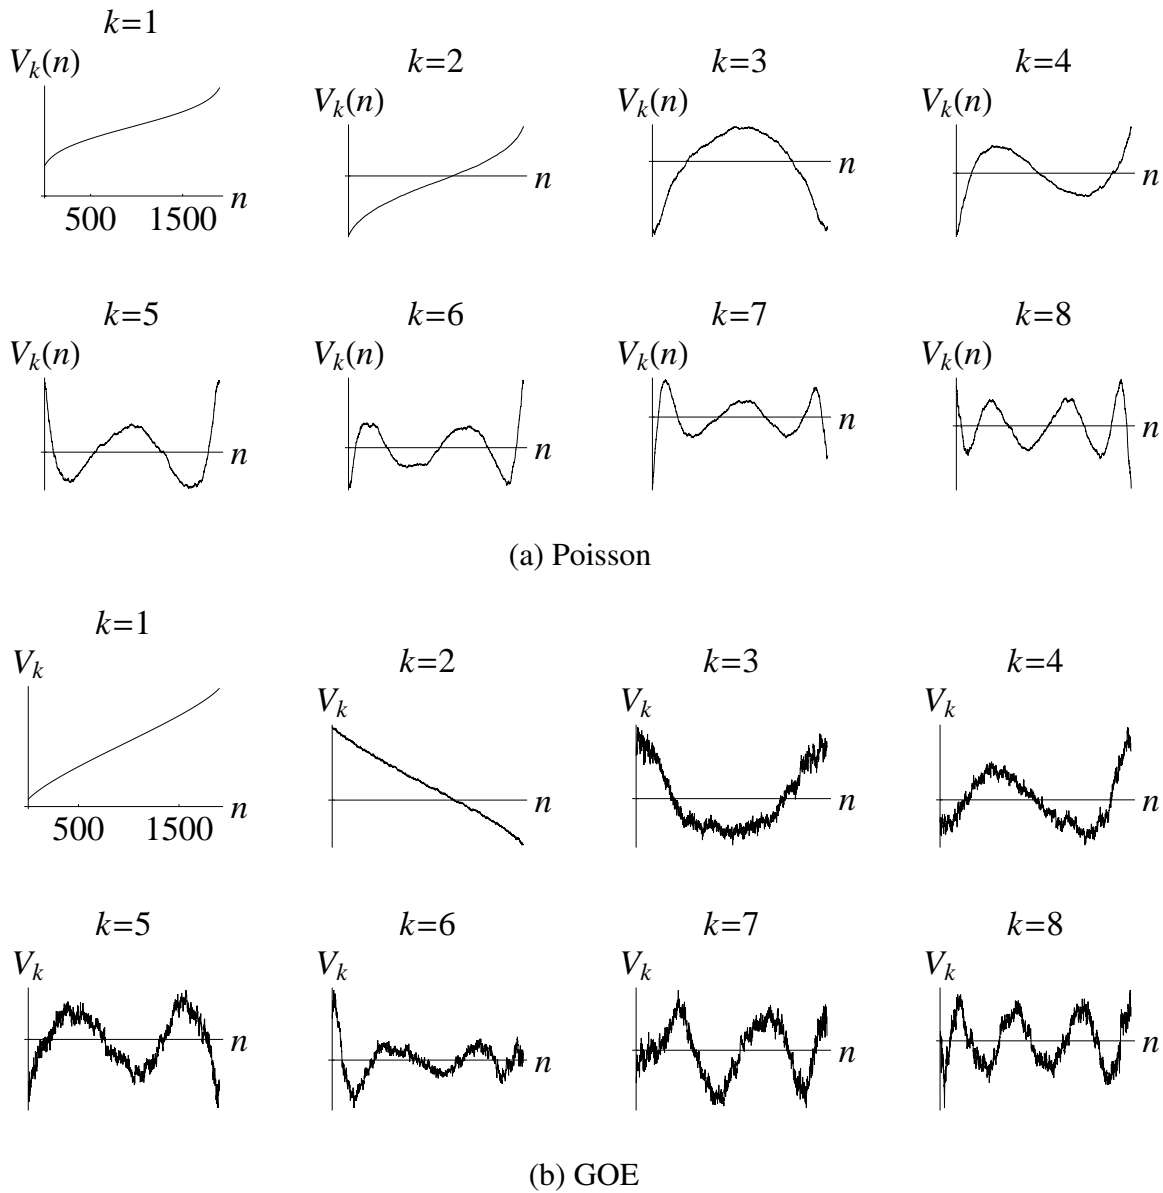 k=1
V_k(n)
n
500 1500
k=2
V_k(n)
n
k=3
V_k(n)
n
k=4
V_k(n)
n
k=5
V_k(n)
n
k=6
V_k(n)
n
k=7
V_k(n)
n
k=8
V_k(n)
n
(a) Poisson
k=1
V_k
n
500 1500
k=2
V_k
n
k=3
V_k
n
k=4
V_k
n
k=5
V_k
n
k=6
V_k
n
k=7
V_k
n
k=8
V_k
n
(b) GOE